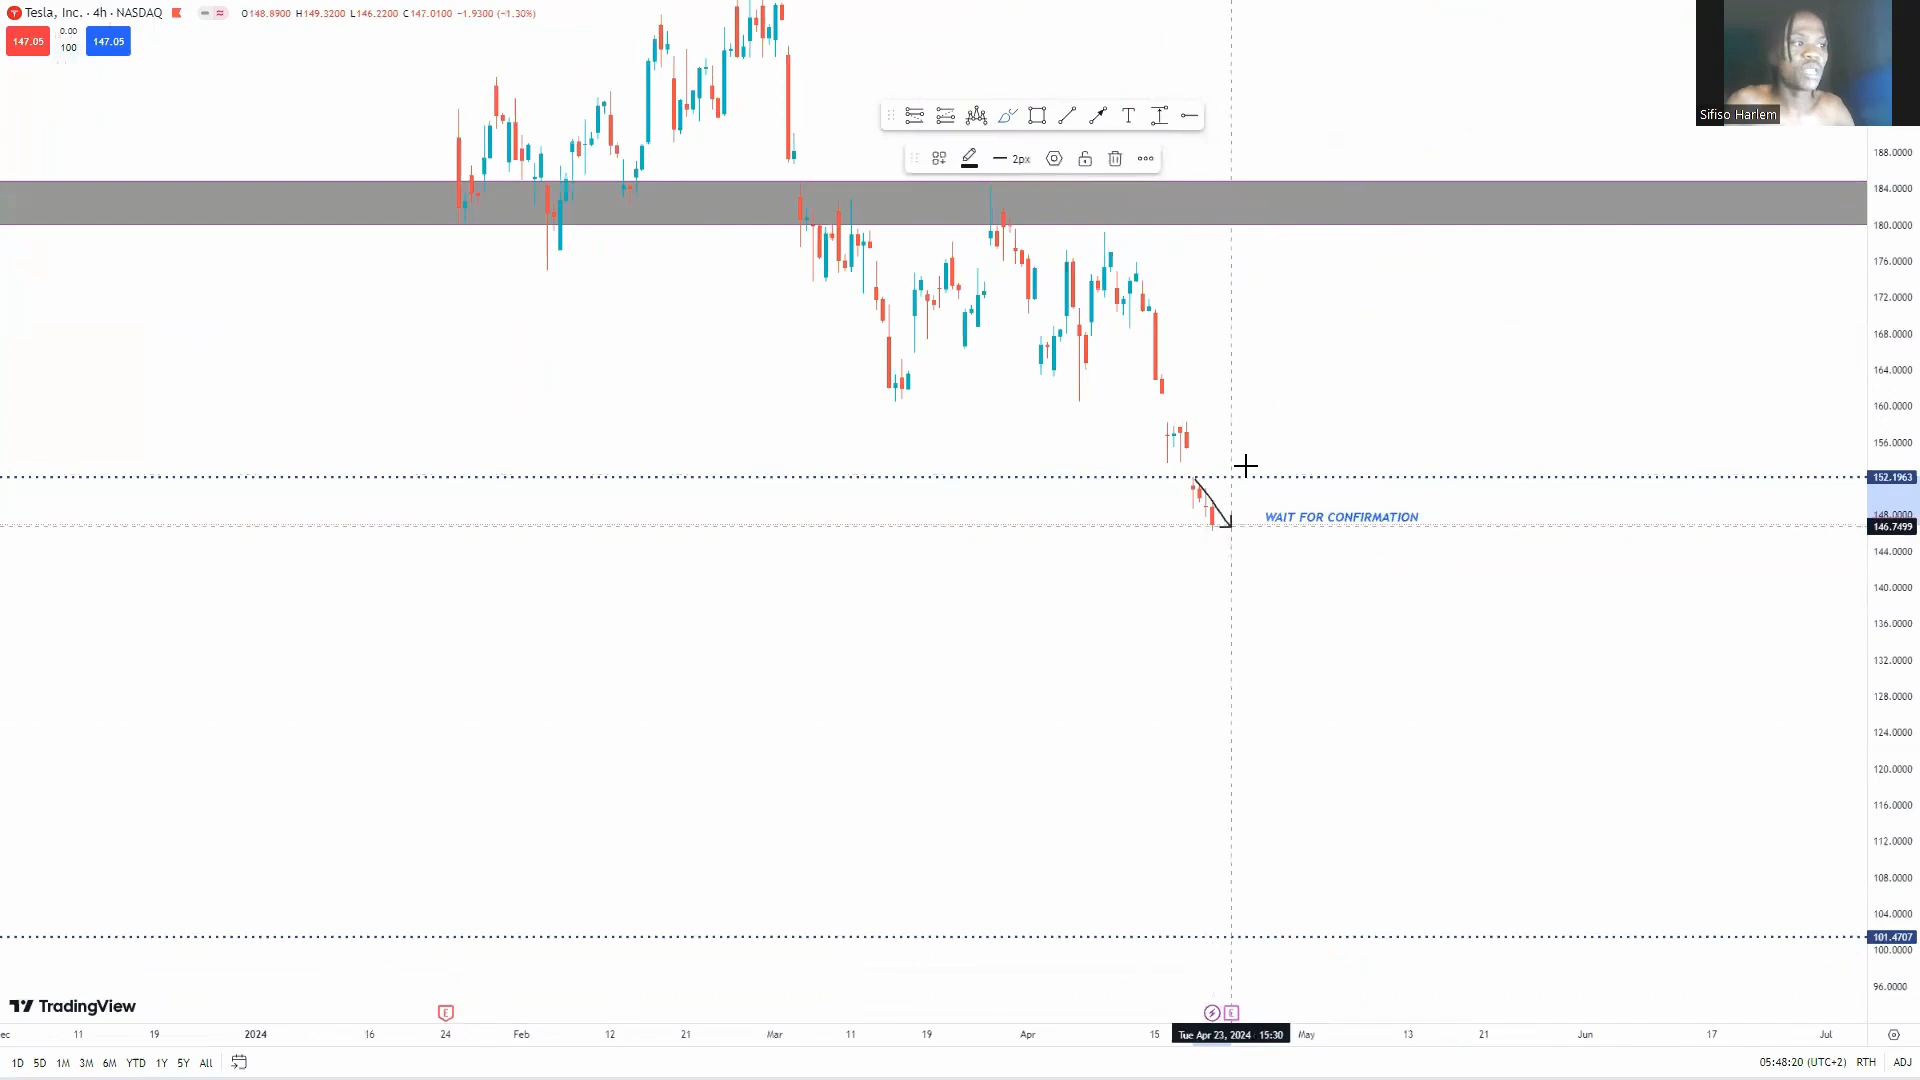 Tesla, Inc. · 4h · NASDAQ O148.8900 H149.3200 L146.2200 C147.0100 −1.9300 (−1.30%)
147.05 0.00 100 147.05
Sifiso Harlem
2px
188.0000
184.0000
180.0000
176.0000
172.0000
168.0000
164.0000
160.0000
156.0000
152.1963
148.0000
WAIT FOR CONFIRMATION
146.7499
144.0000
140.0000
136.0000
132.0000
128.0000
124.0000
120.0000
116.0000
112.0000
108.0000
104.0000
101.4707
100.0000
96.0000
TradingView
E E
ec 11 19 2024 16 24 Feb 12 21 Mar 11 19 Apr 15 Tue Apr 23, 2024 15:30 May 13 21 Jun 17 Jul
1D 5D 1M 3M 6M YTD 1Y 5Y All 05:48:20 (UTC+2) RTH ADJ